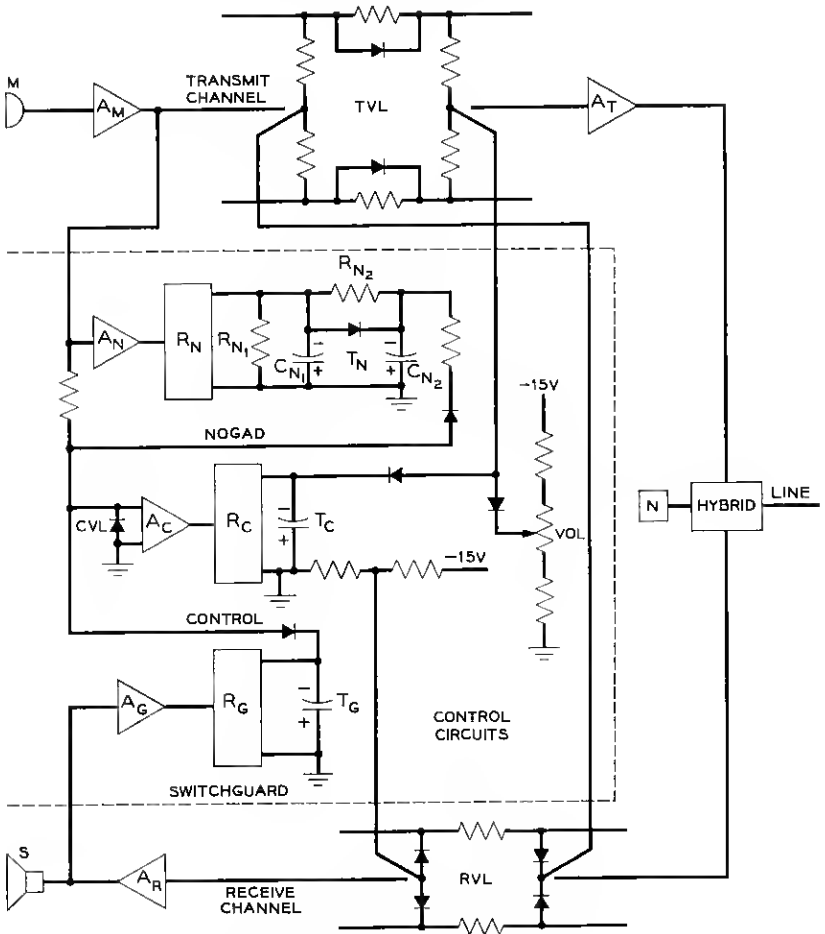 M
A_M
TRANSMIT
CHANNEL
TVL
A_T
R_N2
A_N
R_N
R_N1
C_N1
T_N
C_N2
-15V
NOGAD
CVL
A_C
R_C
T_C
VOL
N
HYBRID
LINE
-15V
CONTROL
A_G
R_G
T_G
CONTROL
CIRCUITS
SWITCHGUARD
S
A_R
RECEIVE
CHANNEL
RVL